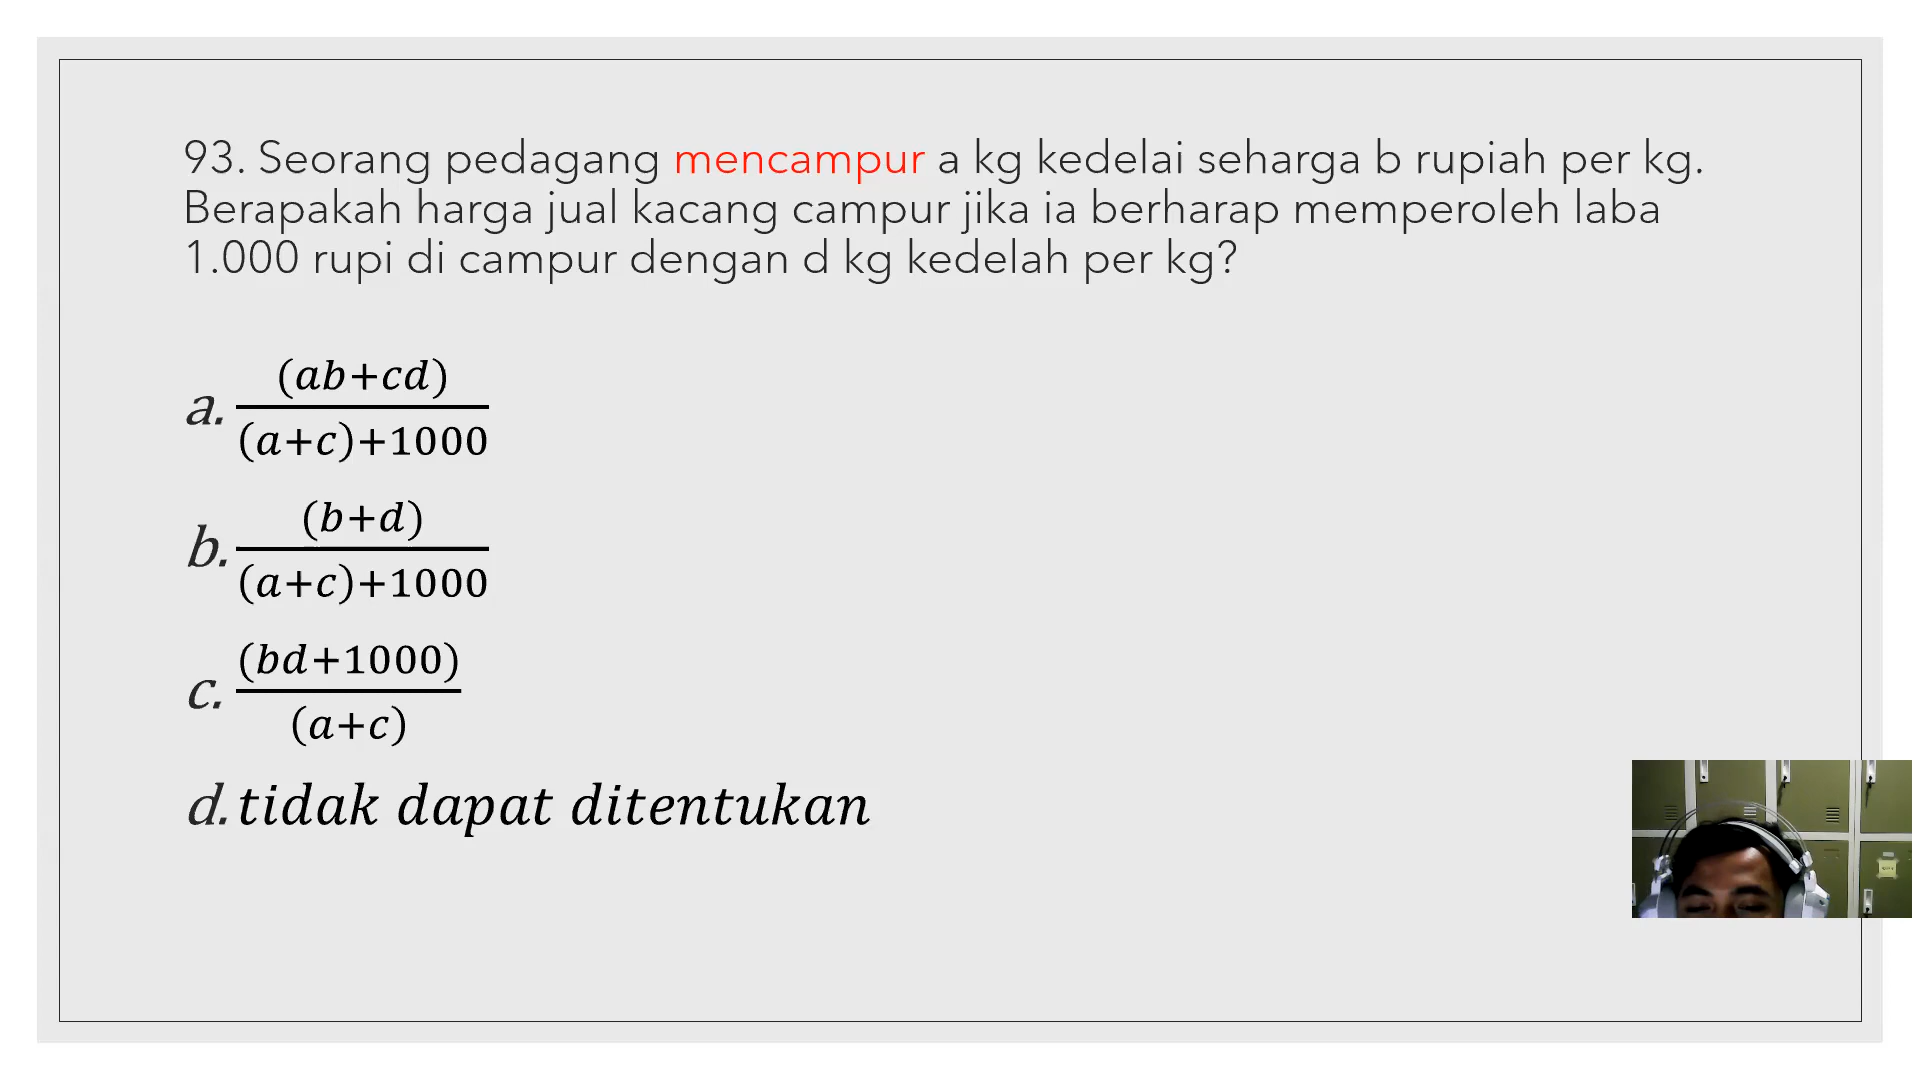 93. Seorang pedagang mencampur a kg kedelai seharga b rupiah per kg.
Berapakah harga jual kacang campur jika ia berharap memperoleh laba
1.000 rupi di campur dengan d kg kedelah per kg?
a. (ab+cd)
(a+c)+1000
b. (b+d)
(a+c)+1000
c. (bd+1000)
(a+c)
d. tidak dapat ditentukan